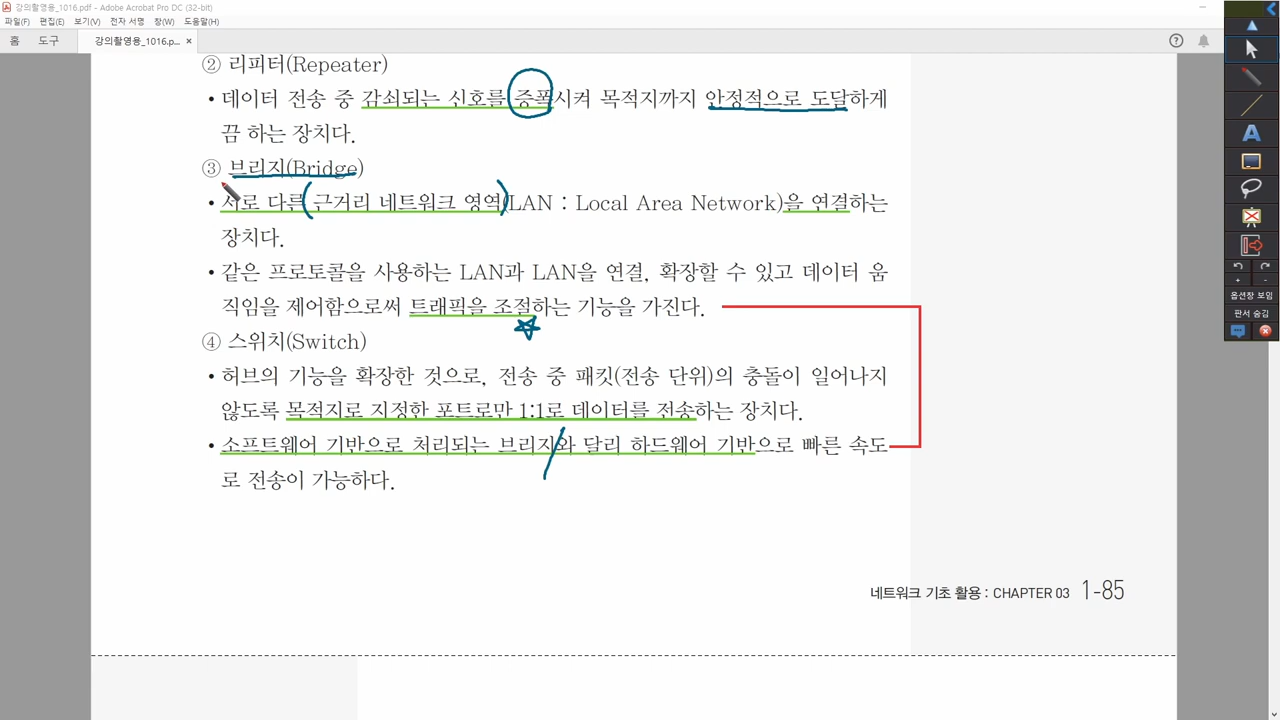 강의촬영용_1016.pdf - Adobe Acrobat Pro DC (32-bit)
파일(F) 편집(E) 보기(V) 전자 서명 창(W) 도움말(H)
홈 도구 강의촬영용_1016.p... ×
② 리피터(Repeater)
• 데이터 전송 중 감쇠되는 신호를 증폭시켜 목적지까지 안정적으로 도달하게
끔 하는 장치다.
③ 브리지(Bridge)
• 서로 다른 근거리 네트워크 영역(LAN : Local Area Network)을 연결하는
장치다.
• 같은 프로토콜을 사용하는 LAN과 LAN을 연결, 확장할 수 있고 데이터 움
직임을 제어함으로써 트래픽을 조절하는 기능을 가진다.
④ 스위치(Switch)
• 허브의 기능을 확장한 것으로, 전송 중 패킷(전송 단위)의 충돌이 일어나지
않도록 목적지로 지정한 포트로만 1:1로 데이터를 전송하는 장치다.
• 소프트웨어 기반으로 처리되는 브리지와 달리 하드웨어 기반으로 빠른 속도
로 전송이 가능하다.
네트워크 기초 활용 : CHAPTER 03 1-85
A
옵션장 보임
판서 숨김